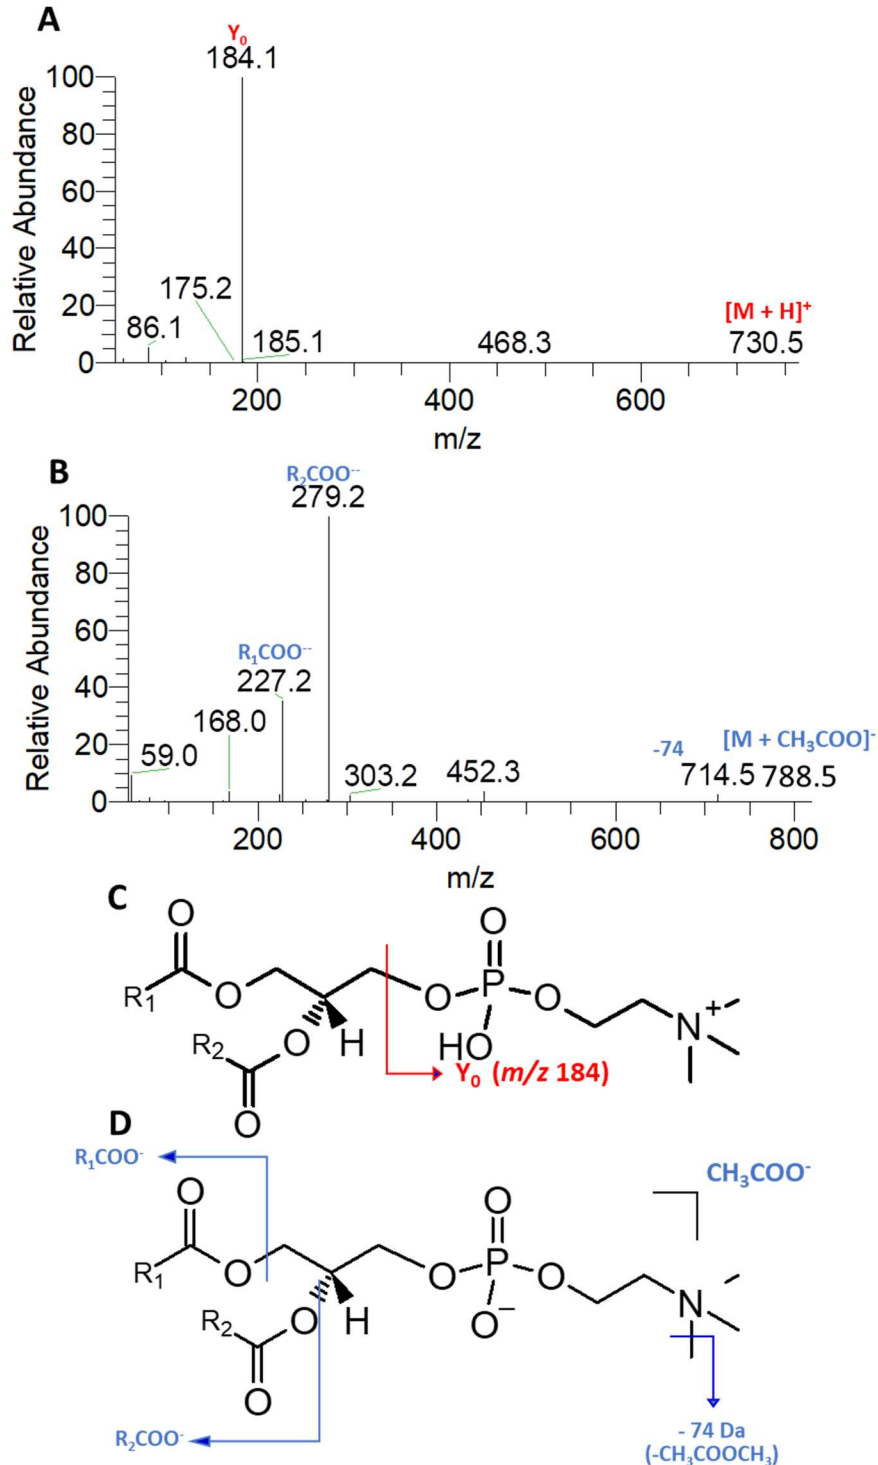 A
Y₀
184.1
100
80
60
40
20
0
Relative Abundance
175.2
86.1
185.1
468.3
[M + H]⁺
730.5
200 400 600
m/z
B
R₂COO⁻⁻
279.2
100
80
60
40
20
0
Relative Abundance
R₁COO⁻⁻
227.2
168.0
59.0
303.2
452.3
-74
[M + CH₃COO]⁻
714.5 788.5
200 400 600 800
m/z
C
O
R₁
O
R₂
O
H
O
O
O
P
O
HO
N⁺
Y₀ (m/z 184)
D
R₁COO⁻
CH₃COO⁻
O
R₁
O
R₂
O
H
O
O
O
P
O
O⁻
N
R₂COO⁻
- 74 Da
(-CH₃COOCH₃)